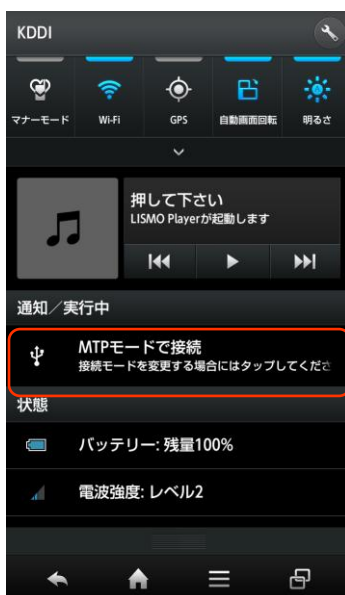 KDDI
マナーモード Wi-Fi GPS 自動画面回転 明るさ
押して下さい
LISMO Playerが起動します
通知／実行中
MTPモードで接続
接続モードを変更する場合にはタップしてくださ
状態
バッテリー: 残量100%
電波強度: レベル2